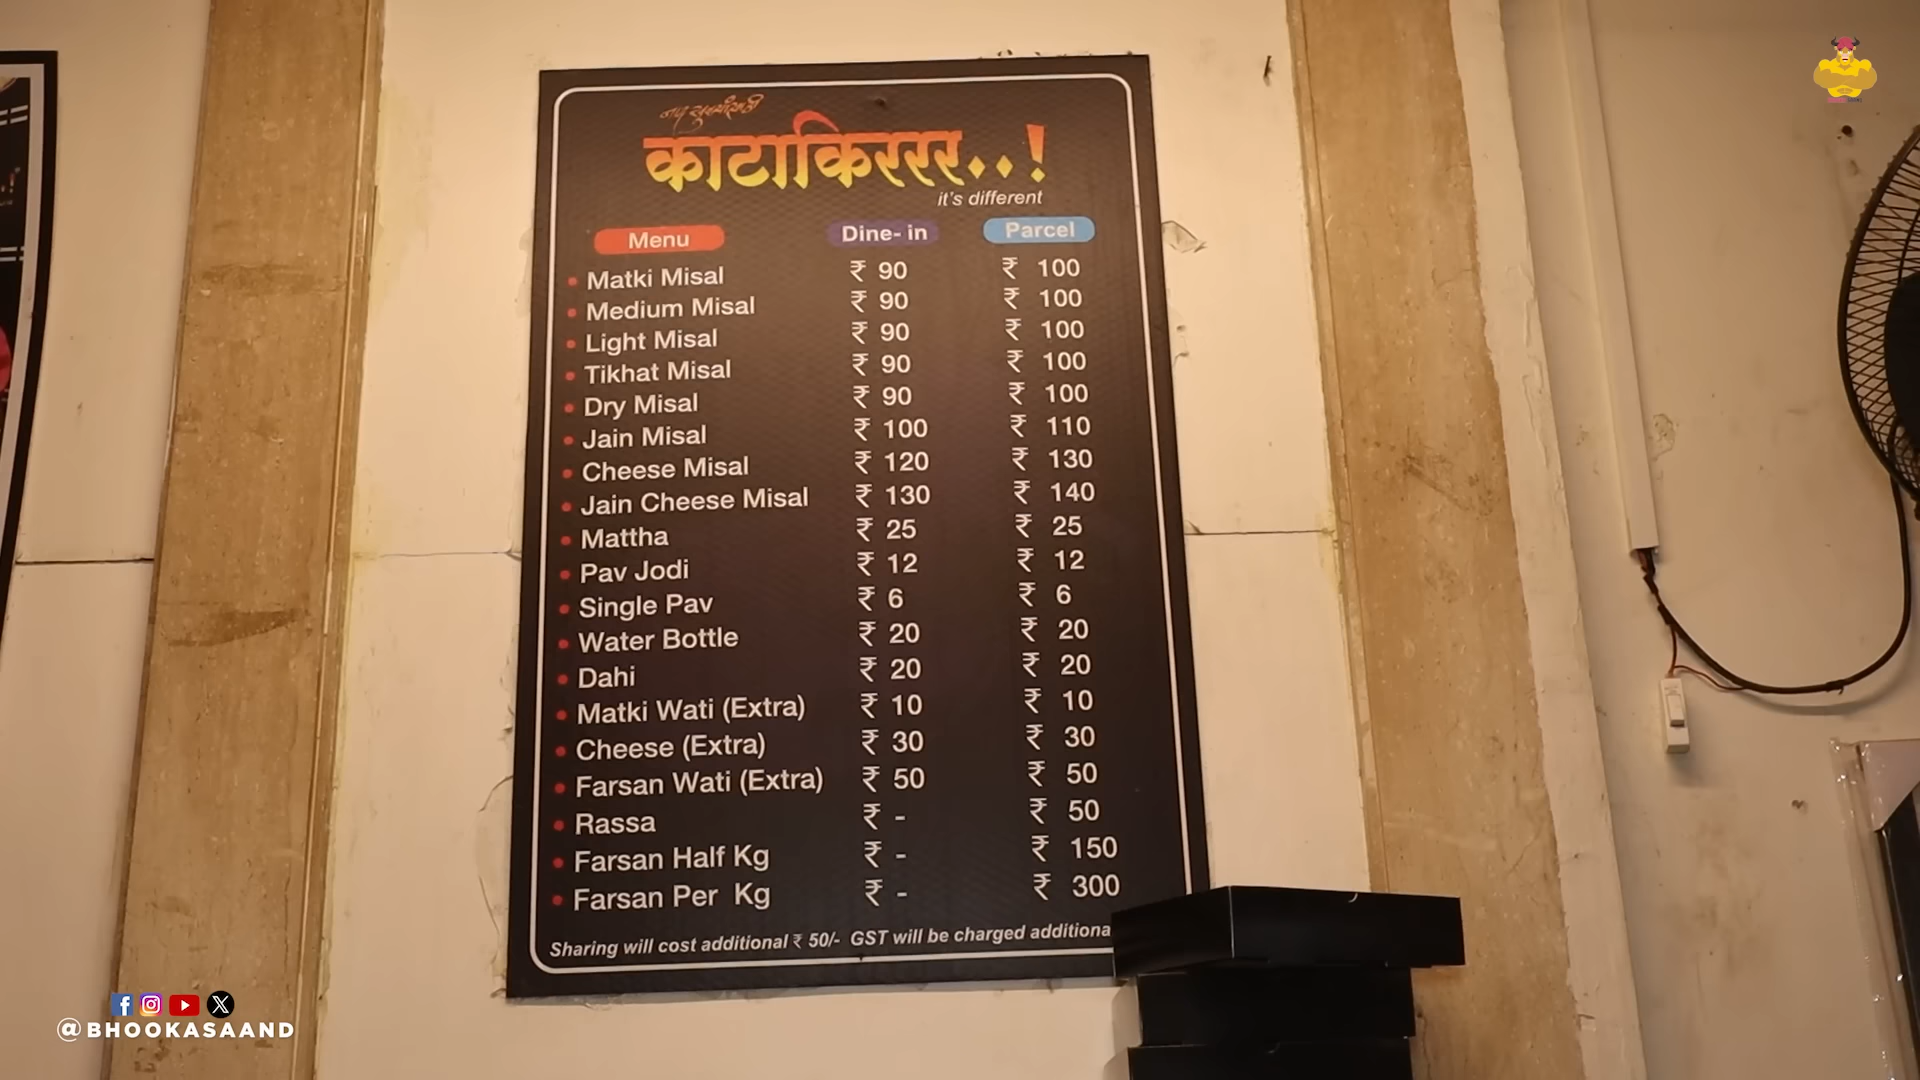 काटाकिररर..!
it's different
Menu Dine- in Parcel
Matki Misal ₹ 90 ₹ 100
Medium Misal ₹ 90 ₹ 100
Light Misal ₹ 90 ₹ 100
Tikhat Misal ₹ 90 ₹ 100
Dry Misal ₹ 90 ₹ 100
Jain Misal ₹ 100 ₹ 110
Cheese Misal ₹ 120 ₹ 130
Jain Cheese Misal ₹ 130 ₹ 140
Mattha ₹ 25 ₹ 25
Pav Jodi ₹ 12 ₹ 12
Single Pav ₹ 6 ₹ 6
Water Bottle ₹ 20 ₹ 20
Dahi ₹ 20 ₹ 20
Matki Wati (Extra) ₹ 10 ₹ 10
Cheese (Extra) ₹ 30 ₹ 30
Farsan Wati (Extra) ₹ 50 ₹ 50
Rassa ₹ - ₹ 50
Farsan Half Kg ₹ - ₹ 150
Farsan Per Kg ₹ - ₹ 300
Sharing will cost additional ₹ 50/- GST will be charged additiona
@BHOOKASAAND